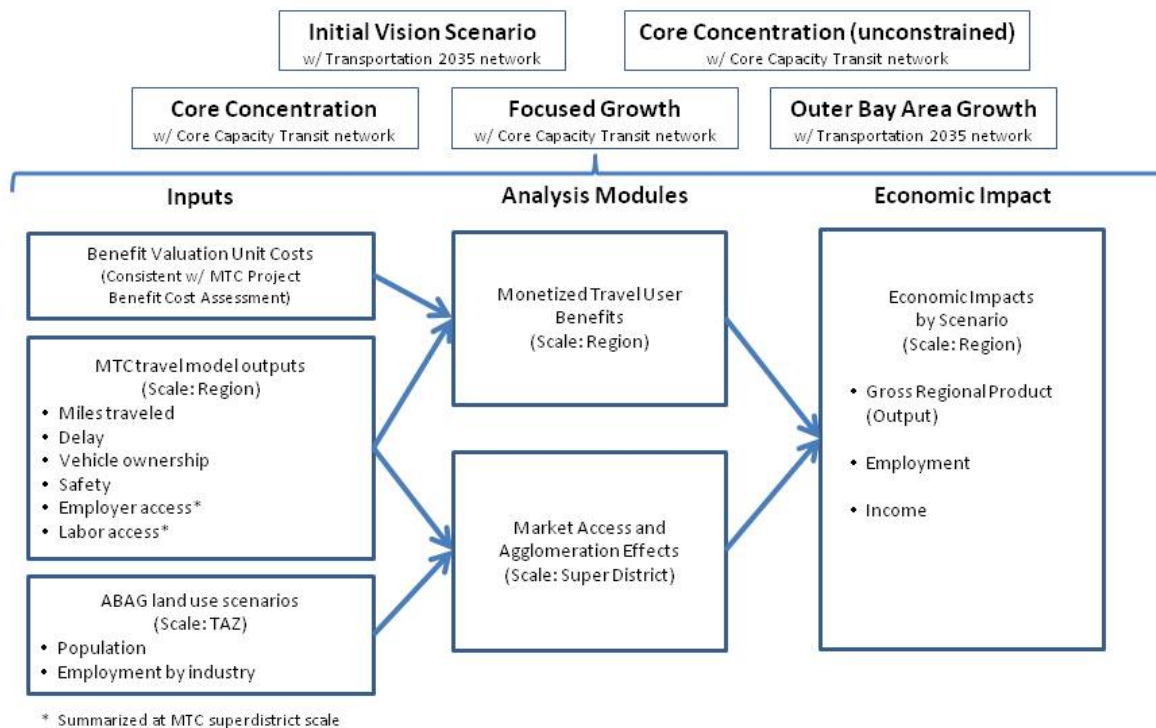 Initial Vision Scenario
w/ Transportation 2035 network
Core Concentration (unconstrained)
w/ Core Capacity Transit network
Core Concentration
w/ Core Capacity Transit network
Focused Growth
w/ Core Capacity Transit network
Outer Bay Area Growth
w/ Transportation 2035 network
Inputs
Analysis Modules
Economic Impact
Benefit Valuation Unit Costs
(Consistent w/ MTC Project
Benefit Cost Assessment)
MTC travel model outputs
(Scale: Region)
• Miles traveled
• Delay
• Vehicle ownership
• Safety
• Employer access*
• Labor access*
ABAG land use scenarios
(Scale: TAZ)
• Population
• Employment by industry
* Summarized at MTC superdistrict scale
Monetized Travel User
Benefits
(Scale: Region)
Market Access and
Agglomeration Effects
(Scale: Super District)
Economic Impacts
by Scenario
(Scale: Region)
• Gross Regional Product
(Output)
• Employment
• Income